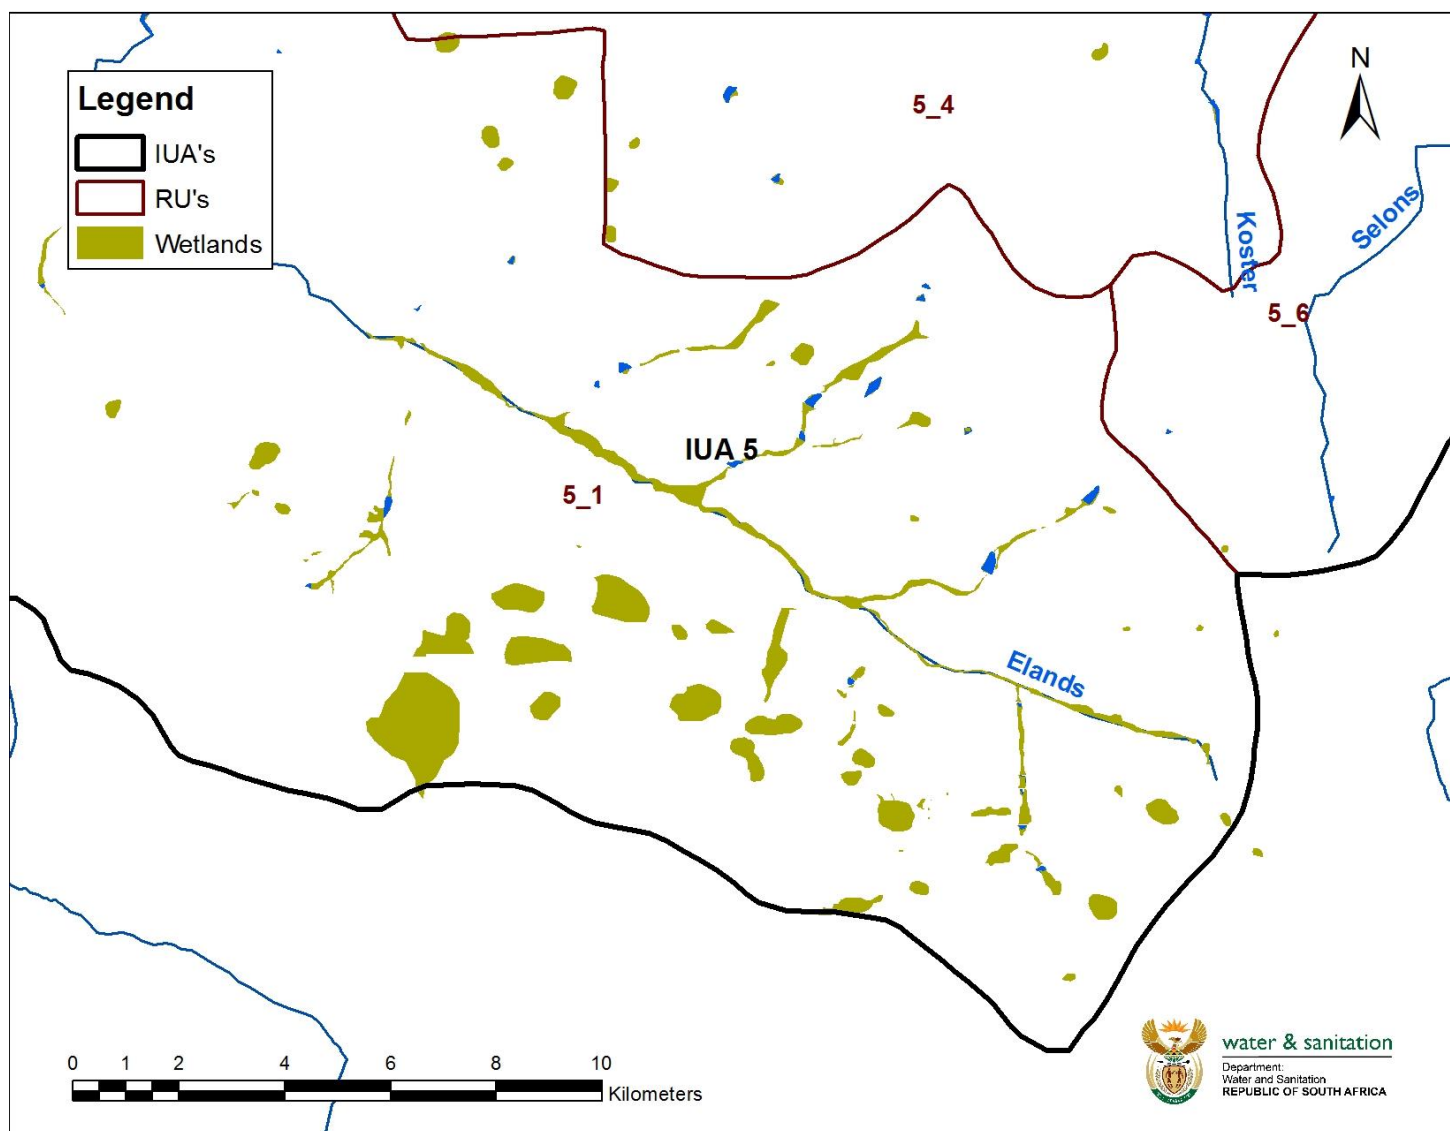 Legend
IUA's
RU's
Wetlands
5_4
N
Koster
Selons
5_6
IUA 5
5_1
Elands
0 1 2 4 6 8 10
Kilometers
water & sanitation
Department:
Water and Sanitation
REPUBLIC OF SOUTH AFRICA